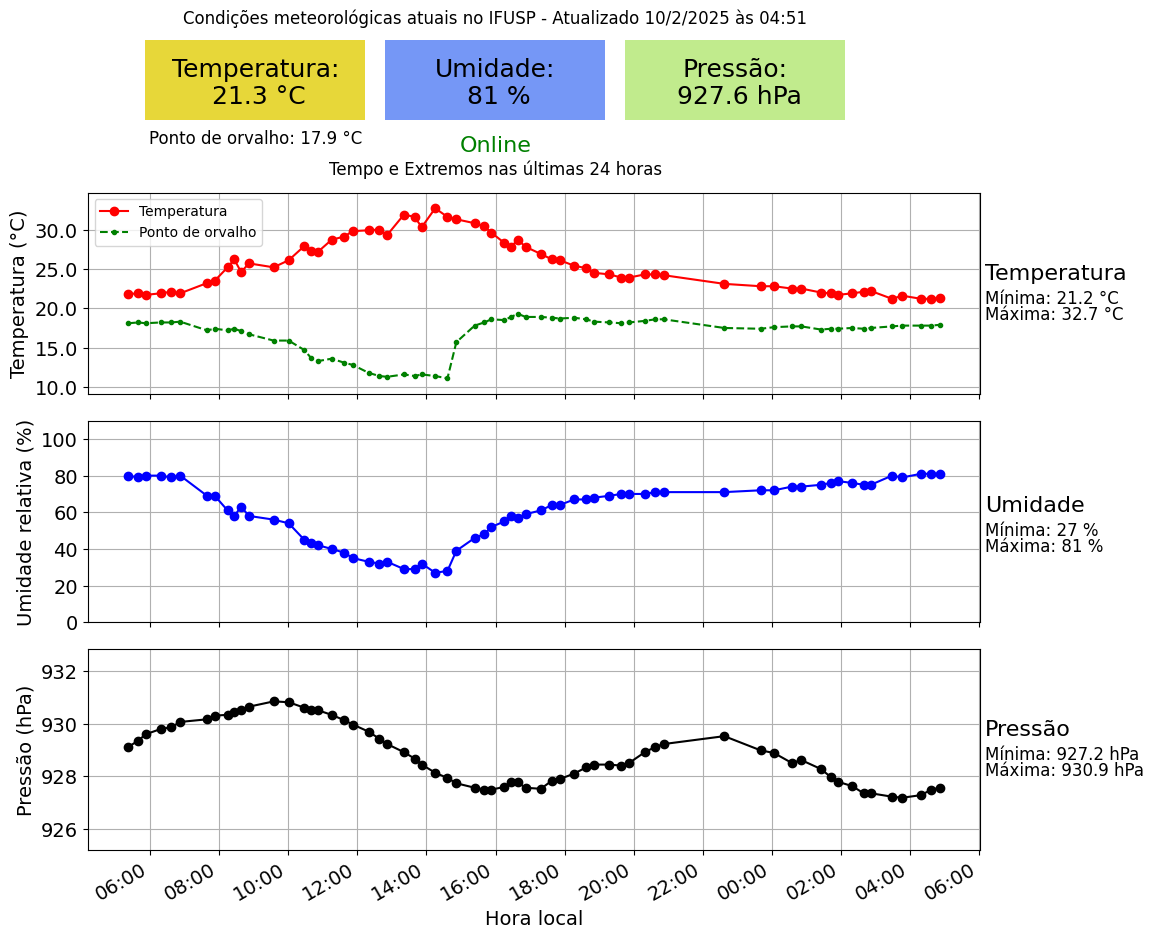 Condições meteorológicas atuais no IFUSP - Atualizado 10/2/2025 às 04:51
Temperatura:
21.3 °C
Umidade:
81 %
Pressão:
927.6 hPa
Ponto de orvalho: 17.9 °C
Online
Tempo e Extremos nas últimas 24 horas
Temperatura (°C)
30.0
25.0
20.0
15.0
10.0
Temperatura
Ponto de orvalho
Temperatura
Mínima: 21.2 °C
Máxima: 32.7 °C
Umidade relativa (%)
100
80
60
40
20
0
Umidade
Mínima: 27 %
Máxima: 81 %
Pressão (hPa)
932
930
928
926
Pressão
Mínima: 927.2 hPa
Máxima: 930.9 hPa
06:00 08:00 10:00 12:00 14:00 16:00 18:00 20:00 22:00 00:00 02:00 04:00 06:00
Hora local